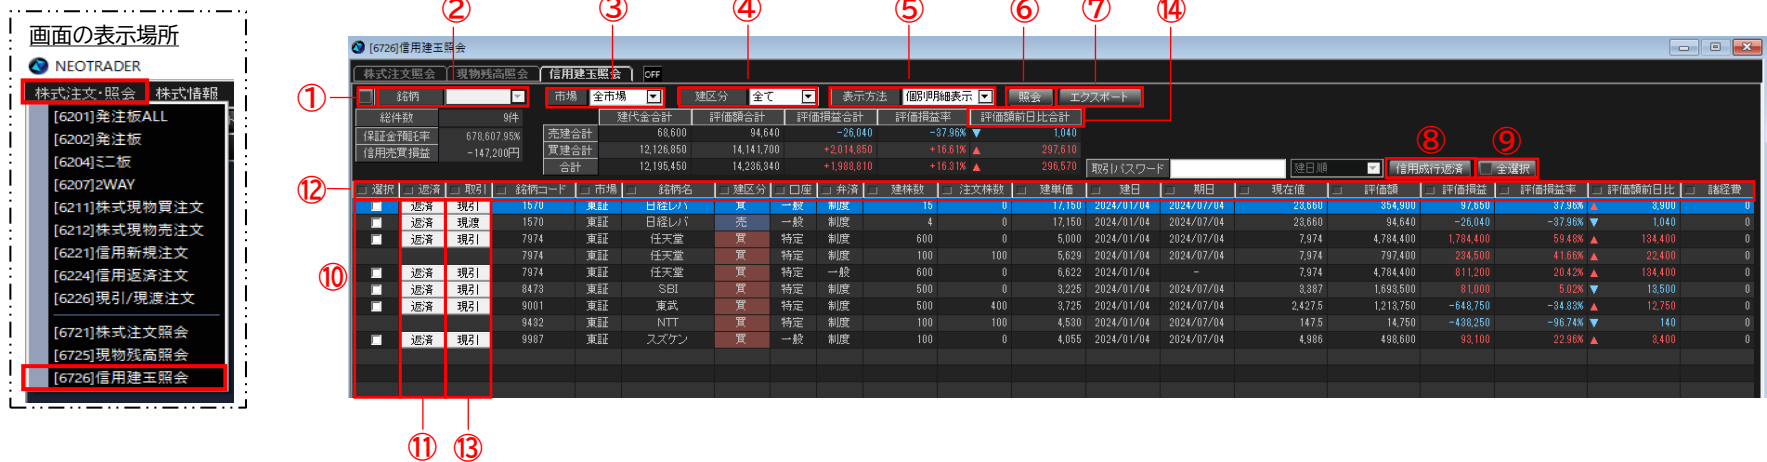 画面の表示場所
NEOTRADER
株式注文・照会 株式情報
[6201]発注板ALL
[6202]発注板
[6204]ミニ板
[6207]2WAY
[6211]株式現物買注文
[6212]株式現物売注文
[6221]信用新規注文
[6224]信用返済注文
[6226]現引/現渡注文
[6721]株式注文照会
[6725]現物残高照会
[6726]信用建玉照会
② ③ ④ ⑤ ⑥ ⑦ ⑭
[6726]信用建玉照会
株式注文照会 現物残高照会 信用建玉照会 OFF
① 銘柄 市場 全市場 建区分 全て 表示方法 個別明細表示 照会 エクスポート
総件数 9件 建代金合計 評価額合計 評価損益合計 評価損益率 評価額前日比合計
保証金預託率 678,607.95% 売建合計 68,600 94,640 -26,040 -37.96% ▼ 1,040
信用売買損益 -147,200円 買建合計 12,126,850 14,141,700 +2,014,850 +16.61% ▲ 297,610
合計 12,195,450 14,236,340 +1,988,810 +16.31% ▲ 296,570
⑧ ⑨
取引パスワード 建日順 信用成行返済 全選択
⑫ 選択 返済 取引 銘柄コード 市場 銘柄名 建区分 口座 弁済 建株数 注文株数 建単価 建日 期日 現在値 評価額 評価損益 評価損益率 評価額前日比 諸経費
返済 現引 1570 東証 日経レバ 買 一般 制度 15 0 17,150 2024/01/04 2024/07/04 23,660 354,900 97,650 37.96% ▲ 3,900 0
返済 現渡 1570 東証 日経レバ 売 一般 制度 4 0 17,150 2024/01/04 2024/07/04 23,660 94,640 -26,040 -37.96% ▼ 1,040 0
返済 現引 7974 東証 任天堂 買 特定 制度 600 0 5,000 2024/01/04 2024/07/04 7,974 4,784,400 1,784,400 59.48% ▲ 134,400 0
7974 東証 任天堂 買 特定 制度 100 100 5,629 2024/01/04 2024/07/04 7,974 797,400 234,500 41.66% ▲ 22,400 0
⑩ 返済 現引 7974 東証 任天堂 買 特定 一般 600 0 6,622 2024/01/04 - 7,974 4,784,400 811,200 20.42% ▲ 134,400 0
返済 現引 8473 東証 SBI 買 特定 制度 500 0 3,225 2024/01/04 2024/07/04 3,387 1,693,500 81,000 5.02% ▼ 13,500 0
返済 現引 9001 東証 東武 買 特定 制度 500 400 3,725 2024/01/04 2024/07/04 2,427.5 1,213,750 -648,750 -34.83% ▲ 12,750 0
9432 東証 NTT 買 特定 制度 100 100 4,530 2024/01/04 2024/07/04 147.5 14,750 -438,250 -96.74% ▼ 140 0
返済 現引 9987 東証 スズケン 買 一般 制度 100 0 4,055 2024/01/04 2024/07/04 4,986 498,600 93,100 22.96% ▲ 3,400 0
⑪ ⑬